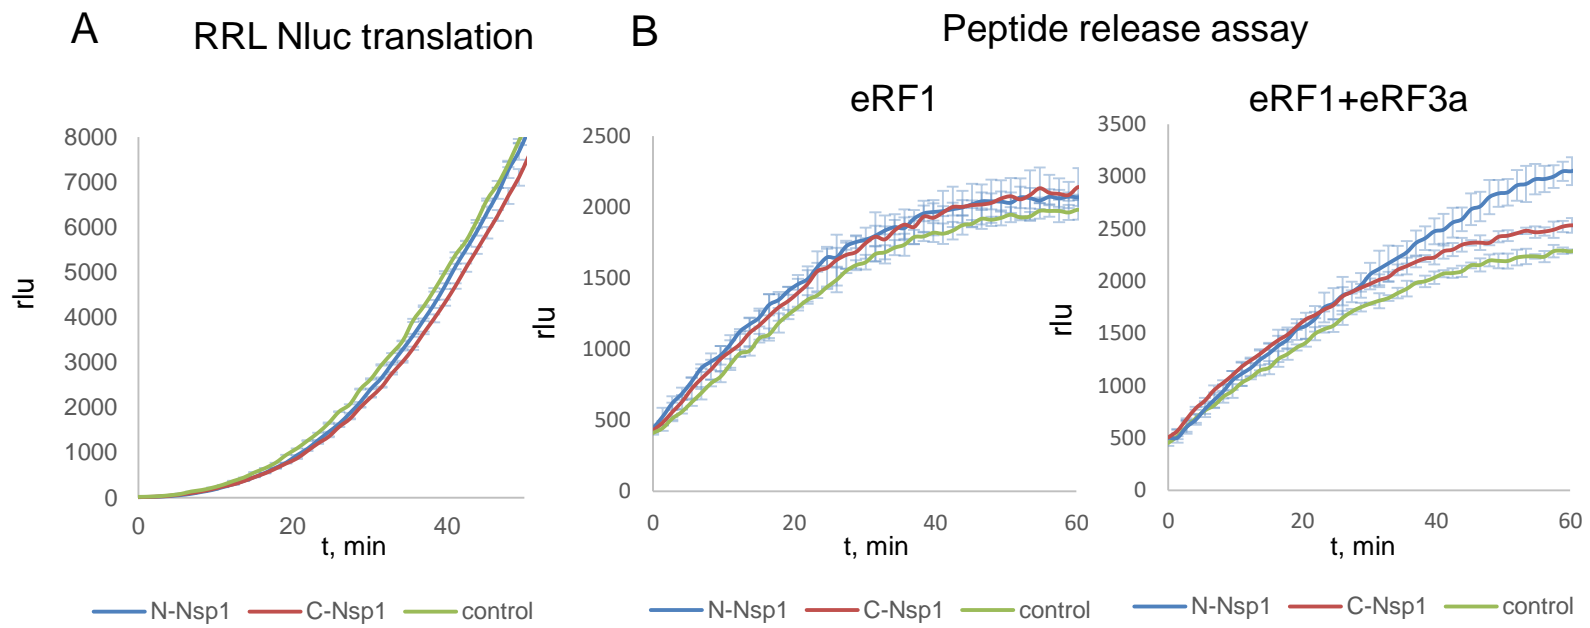 A
RRL Nluc translation
8000
7000
6000
5000
4000
3000
2000
1000
0
rlu
0 20 40
t, min
N-Nsp1 C-Nsp1 control
B
Peptide release assay
eRF1
2500
2000
1500
1000
500
0
rlu
0 20 40 60
t, min
N-Nsp1 C-Nsp1 control
eRF1+eRF3a
3500
3000
2500
2000
1500
1000
500
0
rlu
0 20 40 60
t, min
N-Nsp1 C-Nsp1 control